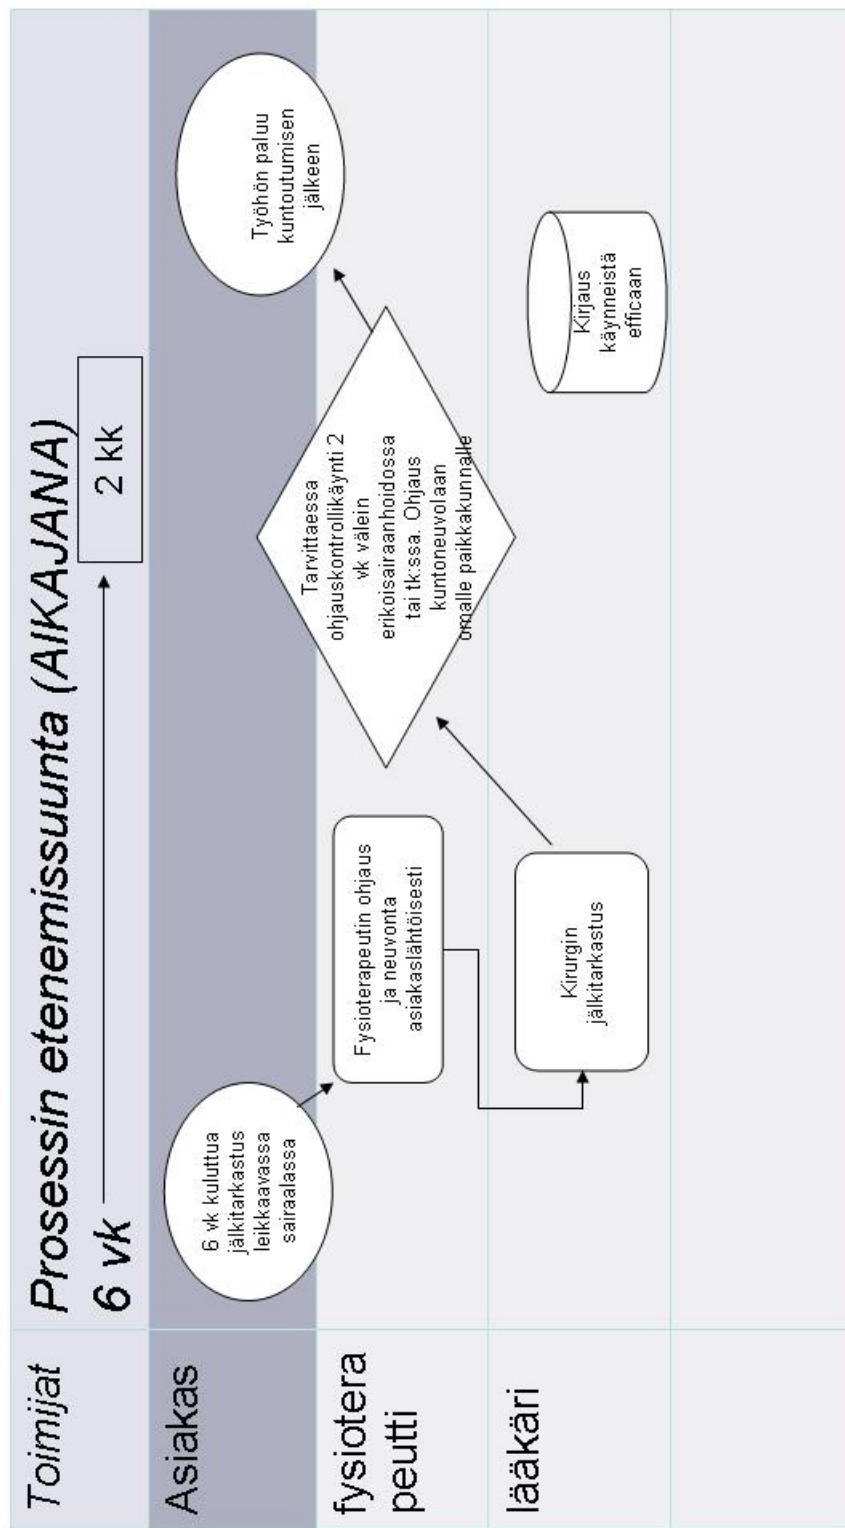 Toimijat
Prosessin etenemissuunta (AIKAJANA)
6 vk
2 kk
Asiakas
6 vk kuluttua
jälkitarkastus
leikkaavassa
sairaalassa
Työhön paluu
kuntoutumisen
jälkeen
fysiotera
peutti
Fysioterapeutin ohjaus
ja neuvonta
asiakaslähtöisesti
Tarvittaessa
ohjauskontrollikäynti 2
vk välein
erikoisairaanhoidossa
tai tk:ssa. Ohjaus
kuntoneuvolaan
omalle paikkakunnalle
lääkäri
Kirurgin
jälkitarkastus
Kirjaus
käynneistä
efficaan